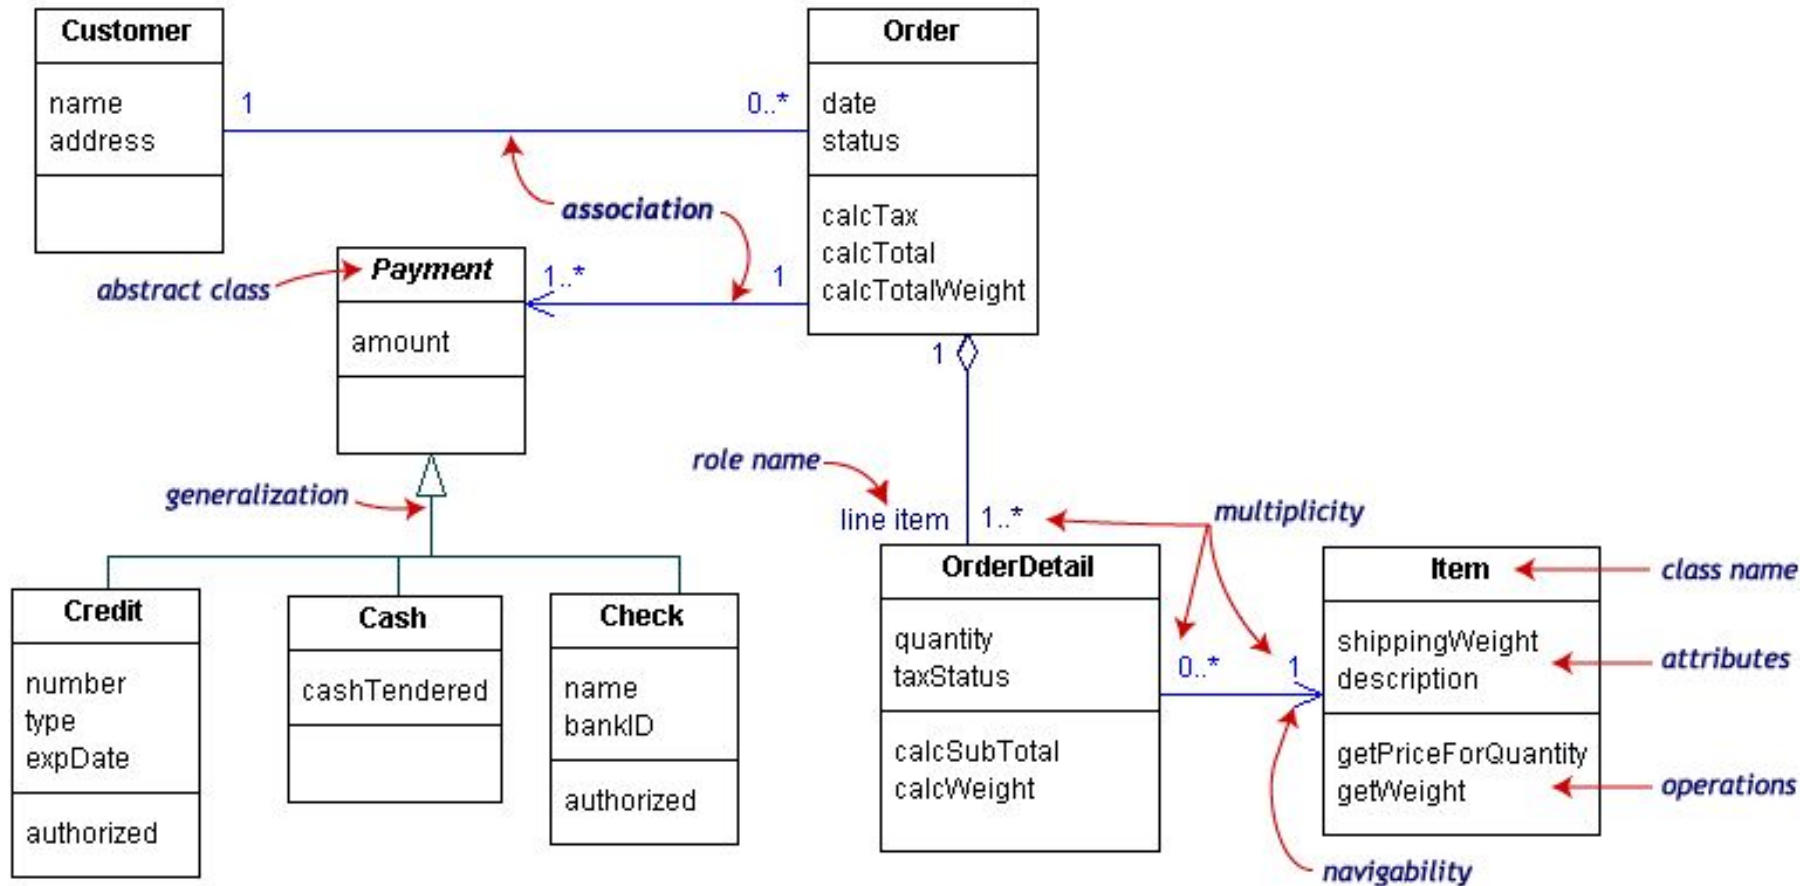 Customer
name
address
1
0..*
Order
date
status
calcTax
calcTotal
calcTotalWeight
association
abstract class
Payment
amount
1..*
1
1
generalization
role name
line item
1..*
multiplicity
Credit
number
type
expDate
authorized
Cash
cashTendered
Check
name
bankID
authorized
OrderDetail
quantity
taxStatus
calcSubTotal
calcWeight
0..*
1
Item
shippingWeight
description
getPriceForQuantity
getWeight
class name
attributes
operations
navigability